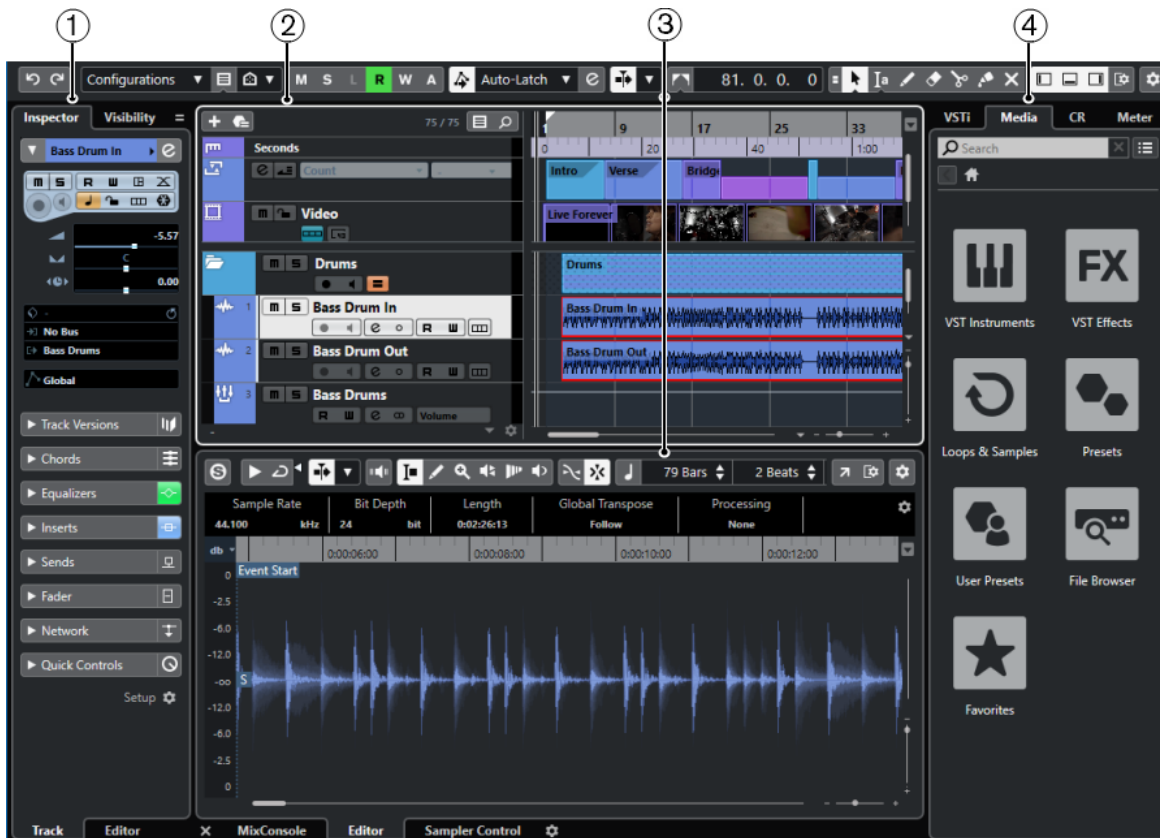 1 2 3 4
Configurations M S L R W A Auto-Latch 81. 0. 0. 0
Inspector Visibility
Bass Drum In
-5.57
C
0.00
-
No Bus
Bass Drums
Global
Track Versions
Chords
Equalizers
Inserts
Sends
Fader
Network
Quick Controls
Setup
Track Editor
75 / 75
Seconds
Count -
Video
Drums
1 Bass Drum In
R W
2 Bass Drum Out
R W
3 Bass Drums
R W Volume
1 9 17 25 33
0 20 40 1:00
Intro Verse Bridge
Live Forever
Drums
Bass Drum In
Bass Drum Out
79 Bars 2 Beats
Sample Rate Bit Depth Length Global Transpose Processing
44.100 kHz 24 bit 0:02:26:13 Follow None
db 0:00:06:00 0:00:08:00 0:00:10:00 0:00:12:00
Event Start
0
-2.5
-6.0
-12.0
-oo S
-12.0
-6.0
-2.5
0
MixConsole Editor Sampler Control
VSTi Media CR Meter
Search
VST Instruments
FX
VST Effects
Loops & Samples Presets
User Presets File Browser
Favorites